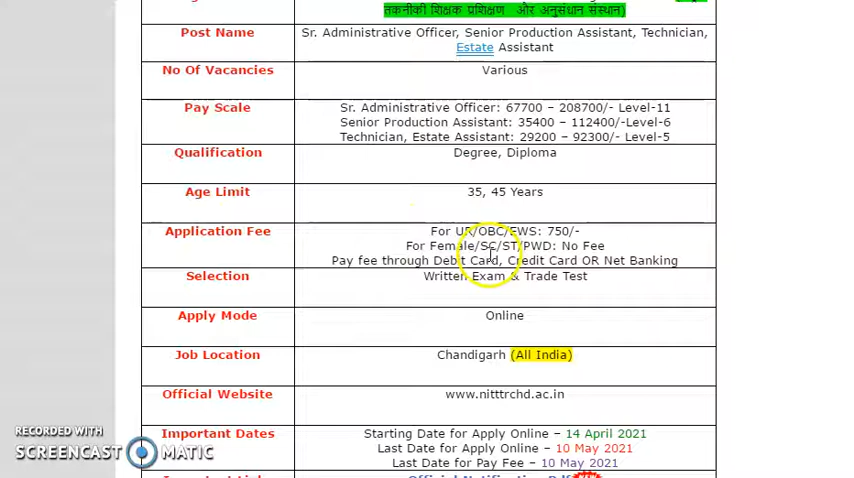 तकनीकी शिक्षक प्रशिक्षण और अनुसंधान संस्थान)
Post Name
Sr. Administrative Officer, Senior Production Assistant, Technician,
Estate Assistant
No Of Vacancies
Various
Pay Scale
Sr. Administrative Officer: 67700 – 208700/- Level-11
Senior Production Assistant: 35400 – 112400/-Level-6
Technician, Estate Assistant: 29200 – 92300/- Level-5
Qualification
Degree, Diploma
Age Limit
35, 45 Years
Application Fee
For UR/OBC/EWS: 750/-
For Female/SC/ST/PWD: No Fee
Pay fee through Debit Card, Credit Card OR Net Banking
Selection
Written Exam & Trade Test
Apply Mode
Online
Job Location
Chandigarh (All India)
Official Website
www.nitttrchd.ac.in
Important Dates
Starting Date for Apply Online – 14 April 2021
Last Date for Apply Online – 10 May 2021
Last Date for Pay Fee – 10 May 2021
RECORDED WITH
SCREENCAST MATIC